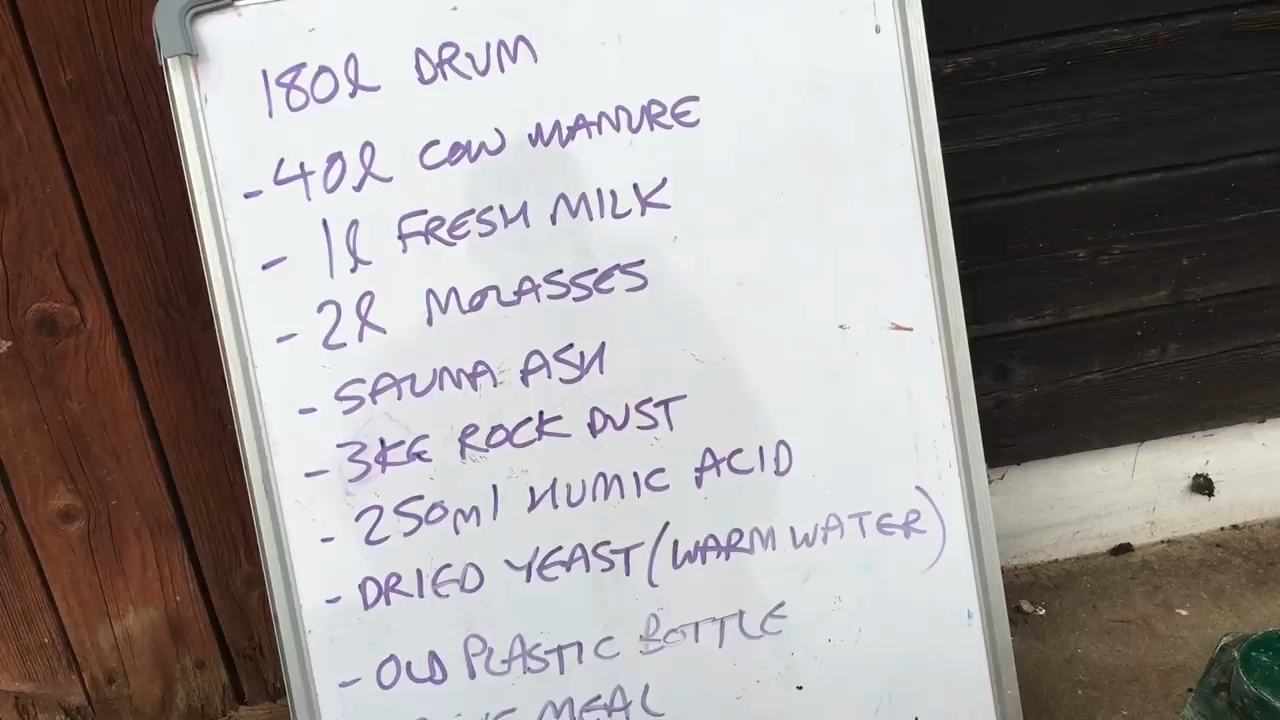 180l DRUM
- 40l COW MANURE
- 1l FRESH MILK
- 2l MOLASSES
- SAUNA ASH
- 3KG ROCK DUST
- 250ml HUMIC ACID
- DRIED YEAST (WARM WATER)
- OLD PLASTIC BOTTLE
MEAL